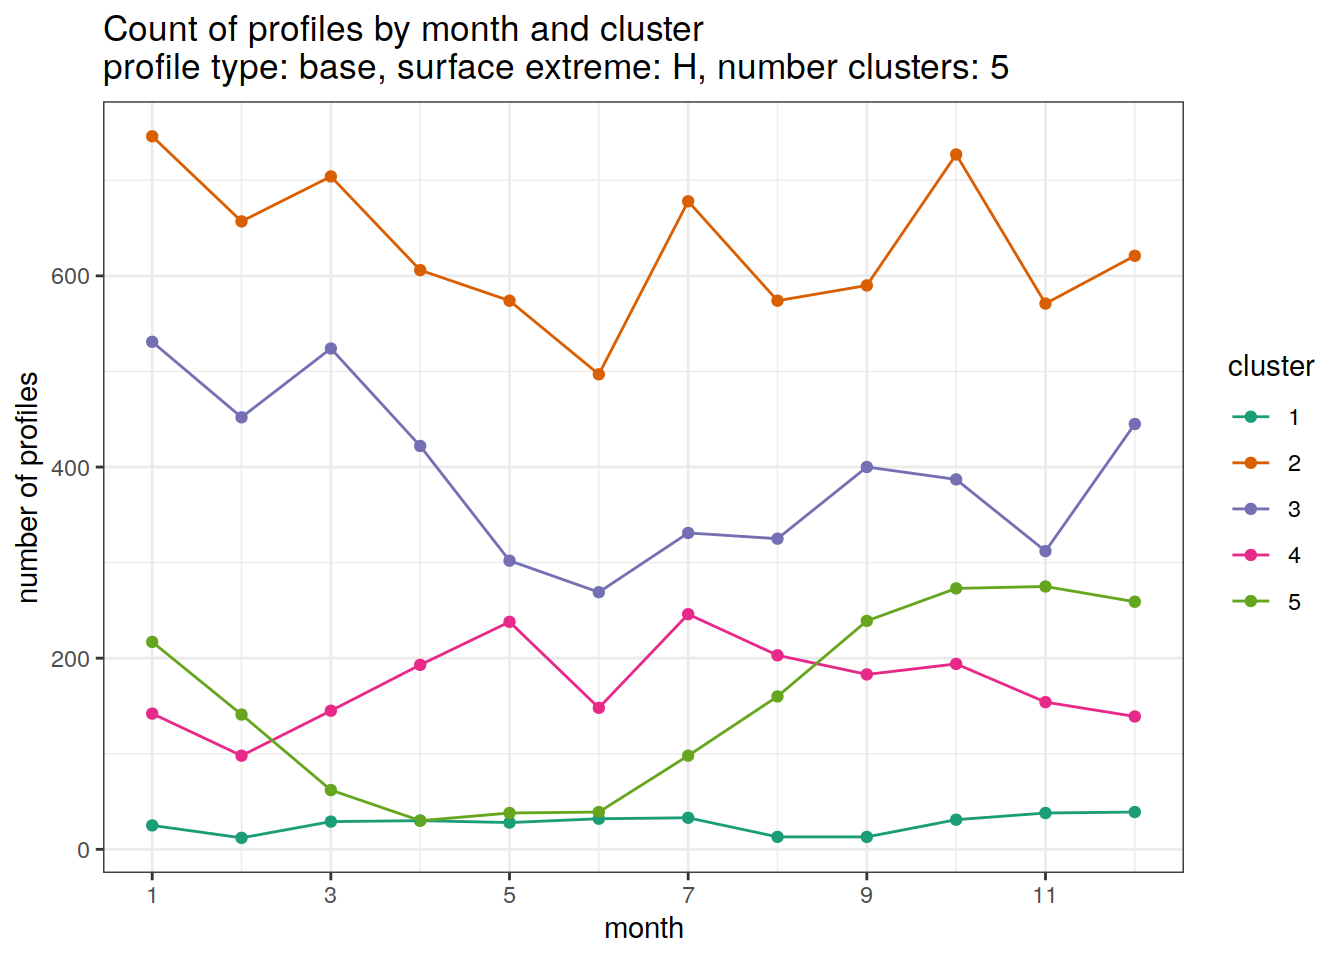 Count of profiles by month and cluster
profile type: base, surface extreme: H, number clusters: 5
number of profiles
600
400
200
0
1 3 5 7 9 11
month
cluster
1
2
3
4
5